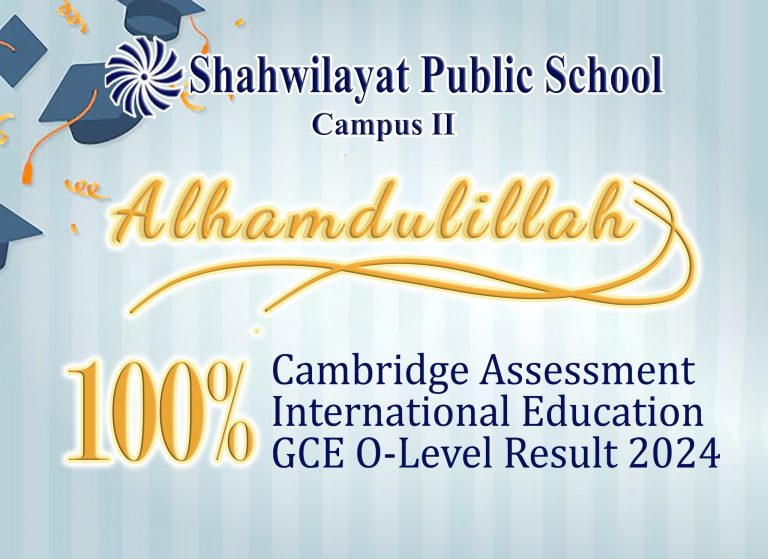 Shahwilayat Public School
Campus II
Alhamdulillah
100%
Cambridge Assessment
International Education
GCE O-Level Result 2024